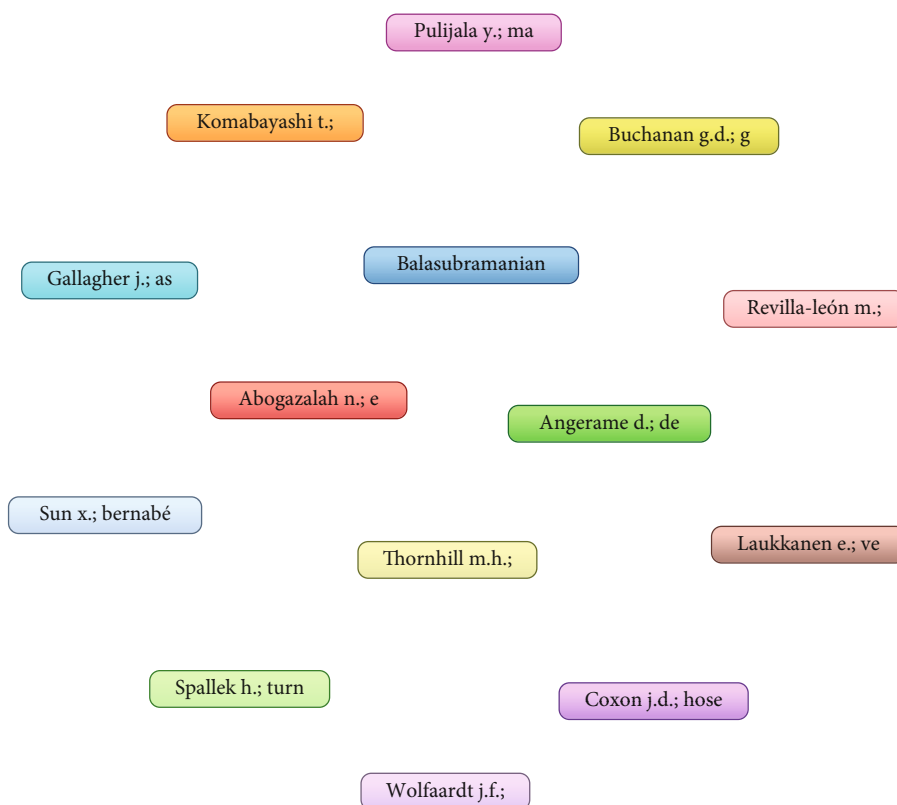 Pulijala y.; ma
Komabayashi t.;
Buchanan g.d.; g
Balasubramanian
Gallagher j.; as
Revilla-león m.;
Abogazalah n.; e
Angerame d.; de
Sun x.; bernabé
Laukkanen e.; ve
Thornhill m.h.;
Spallek h.; turn
Coxon j.d.; hose
Wolfaardt j.f.;